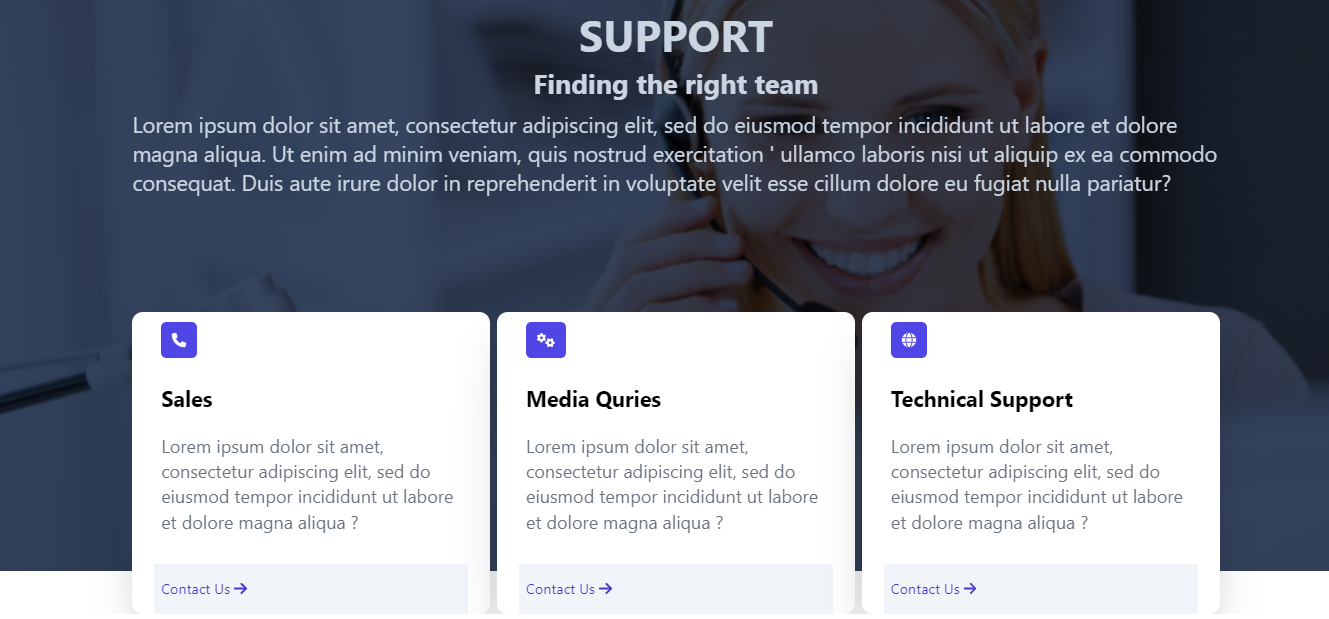 SUPPORT
Finding the right team
Lorem ipsum dolor sit amet, consectetur adipiscing elit, sed do eiusmod tempor incididunt ut labore et dolore
magna aliqua. Ut enim ad minim veniam, quis nostrud exercitation ' ullamco laboris nisi ut aliquip ex ea commodo
consequat. Duis aute irure dolor in reprehenderit in voluptate velit esse cillum dolore eu fugiat nulla pariatur?
Sales
Lorem ipsum dolor sit amet,
consectetur adipiscing elit, sed do
eiusmod tempor incididunt ut labore
et dolore magna aliqua ?
Contact Us
Media Quries
Lorem ipsum dolor sit amet,
consectetur adipiscing elit, sed do
eiusmod tempor incididunt ut labore
et dolore magna aliqua ?
Contact Us
Technical Support
Lorem ipsum dolor sit amet,
consectetur adipiscing elit, sed do
eiusmod tempor incididunt ut labore
et dolore magna aliqua ?
Contact Us